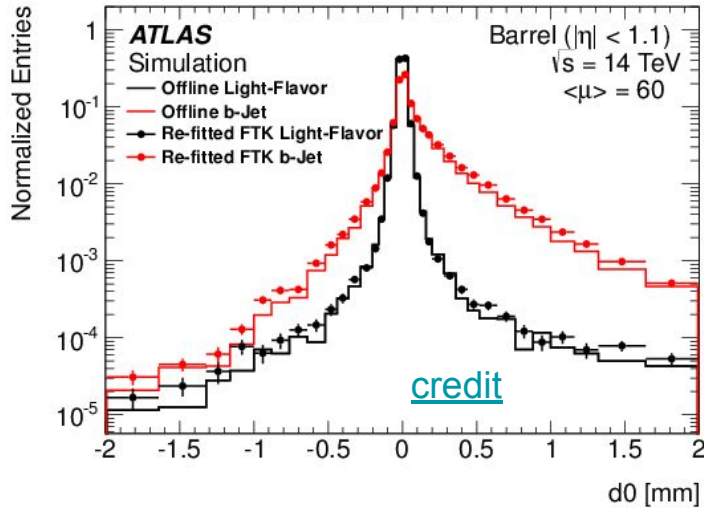 ATLAS
Simulation
Offline Light-Flavor
Offline b-Jet
Re-fitted FTK Light-Flavor
Re-fitted FTK b-Jet
Barrel (|η| < 1.1)
√s = 14 TeV
<μ> = 60
Normalized Entries
1
10⁻¹
10⁻²
10⁻³
10⁻⁴
10⁻⁵
credit
-2 -1.5 -1 -0.5 0 0.5 1 1.5 2
d0 [mm]